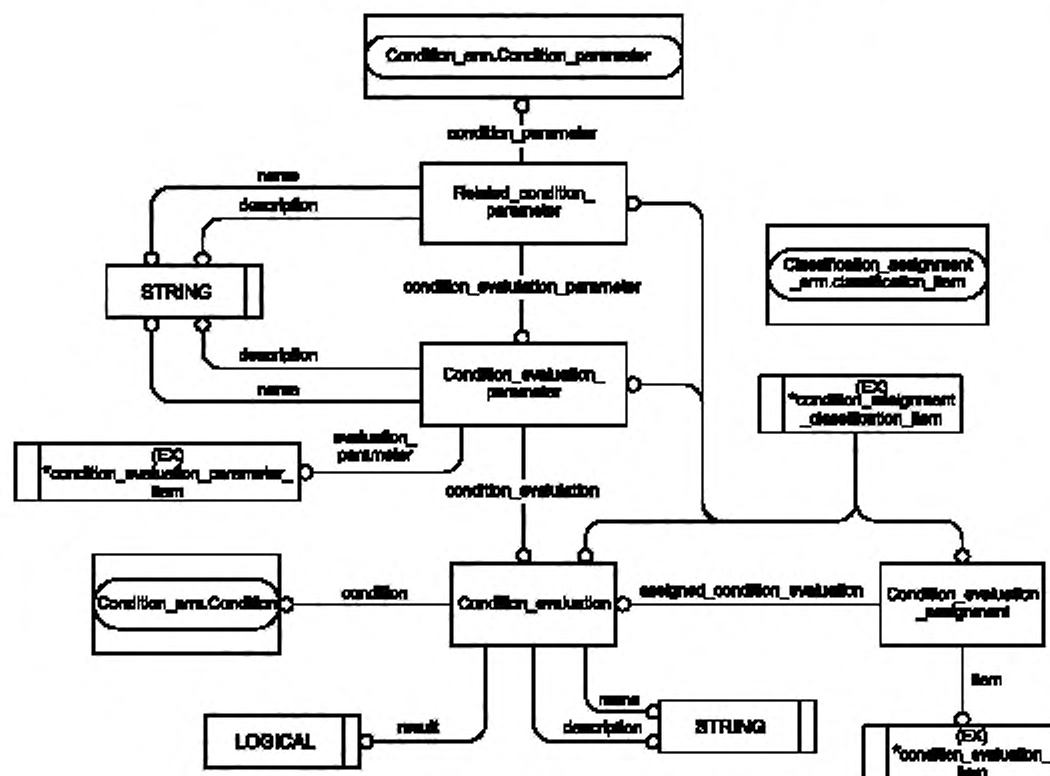 Condition_arm.Condition_parameter
condition_parameter
Related_condition_
parameter
name
description
STRING
condition_evalulation_parameter
Classification_assignment
_arm.classification_item
description
name
Condition_evaluation_
parameter
(EX)
*condition_assignment
_classification_item
evaluation_
parameter
(EX)
*condition_evaluation_parameter_
item
condition_evalulation
Condition_arm.Condition
condition
Condition_evaluation
assigned_condition_evaluation
Condition_evaluation
_assignment
item
name
description
STRING
LOGICAL
result
(EX)
*condition_evaluation_
item